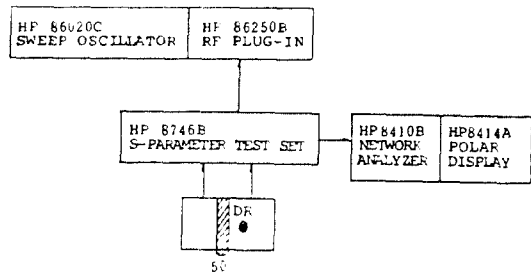 HP 86020C
SWEEP OSCILLATOR
HP 86250B
RF PLUG-IN
HP 8746B
S-PARAMETER TEST SET
HP8410B
NETWORK
ANALYZER
HP8414A
POLAR
DISPLAY
DR
50